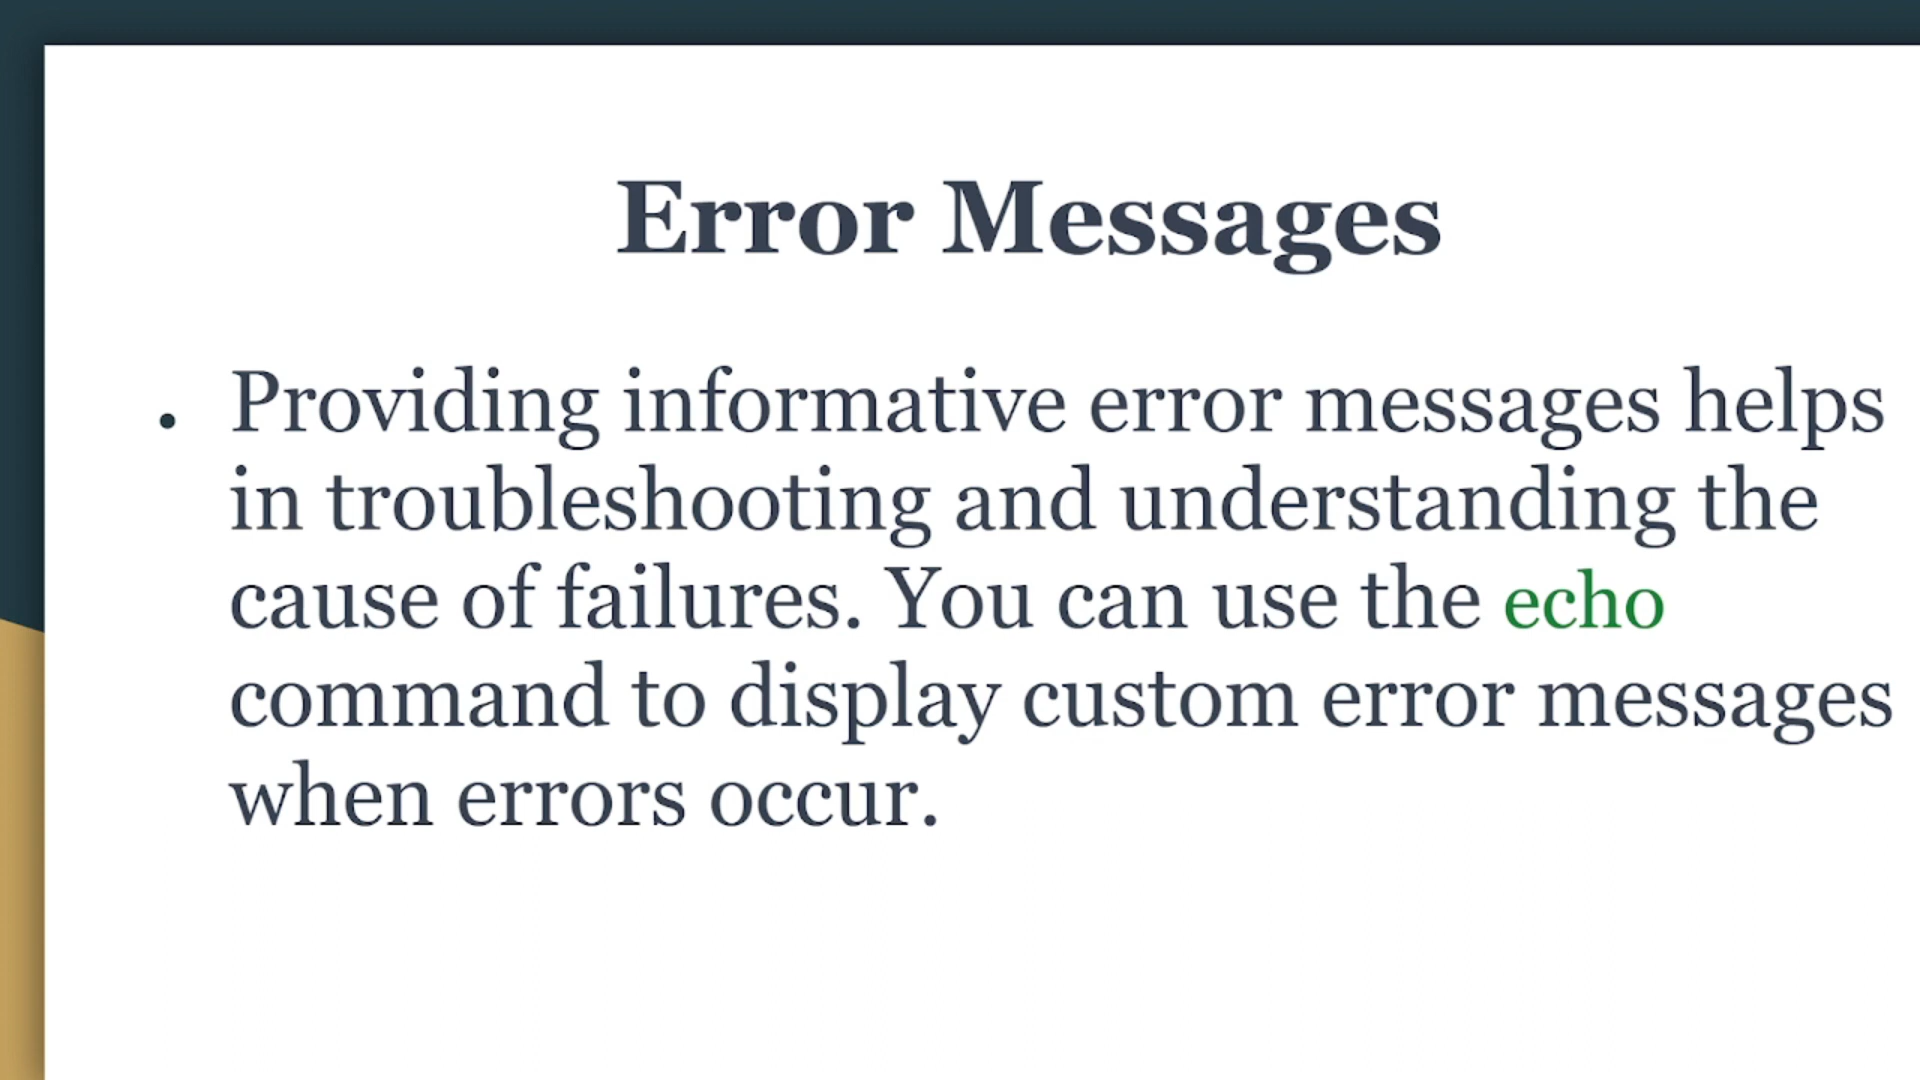 Error Messages
• Providing informative error messages helps
in troubleshooting and understanding the
cause of failures. You can use the echo
command to display custom error messages
when errors occur.